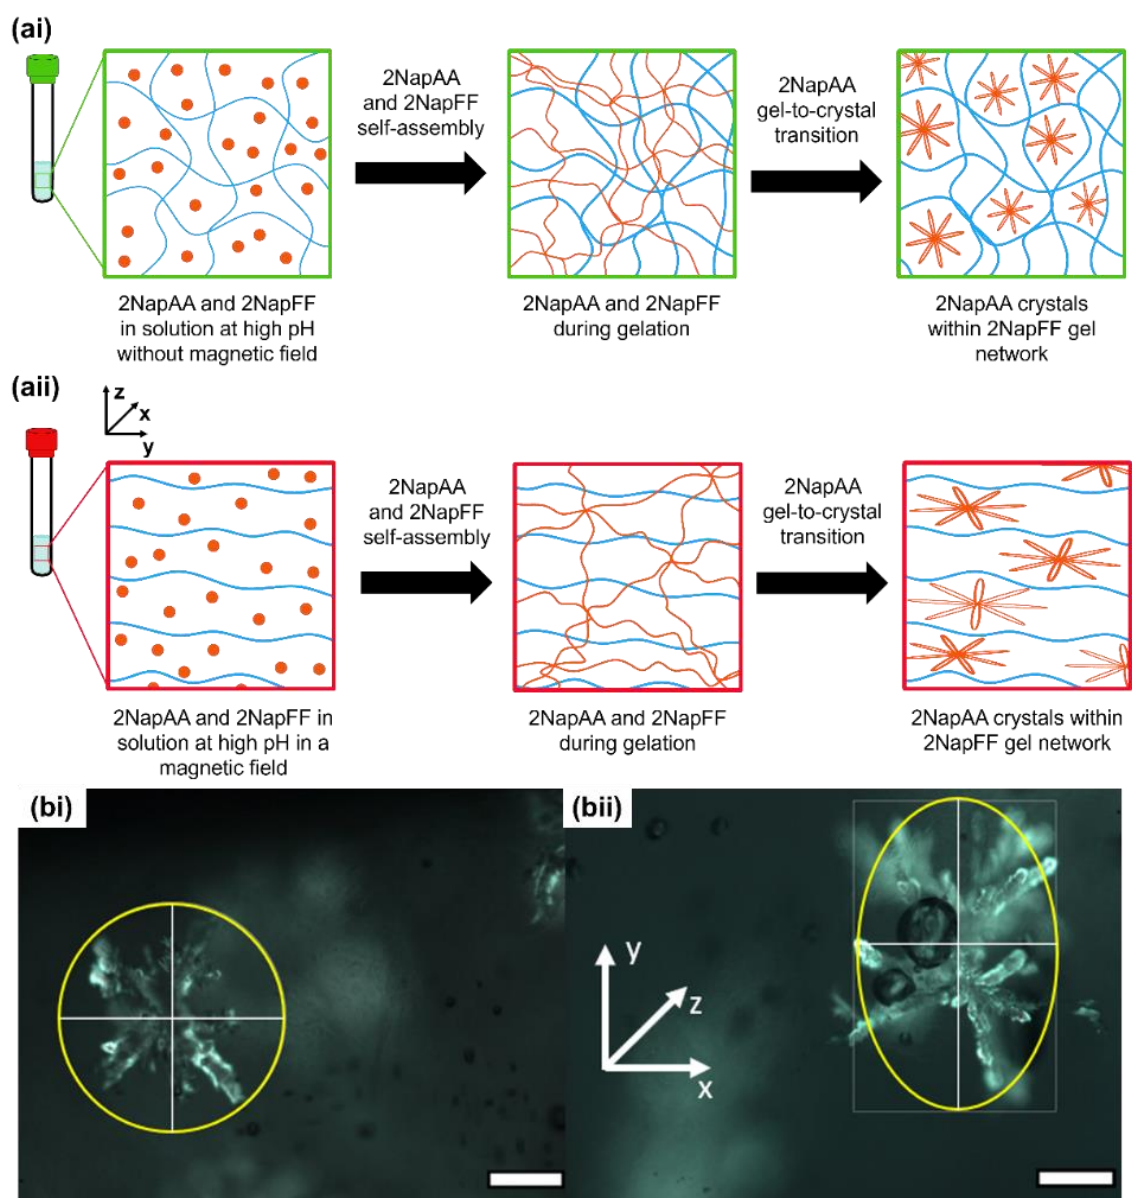 (ai)
2NapAA
and 2NapFF
self-assembly
2NapAA
gel-to-crystal
transition
2NapAA and 2NapFF
in solution at high pH
without magnetic field
2NapAA and 2NapFF
during gelation
2NapAA crystals
within 2NapFF gel
network
(aii)
z
x
y
2NapAA
and 2NapFF
self-assembly
2NapAA
gel-to-crystal
transition
2NapAA and 2NapFF in
solution at high pH in a
magnetic field
2NapAA and 2NapFF
during gelation
2NapAA crystals within
2NapFF gel network
(bi)
(bii)
y
z
x